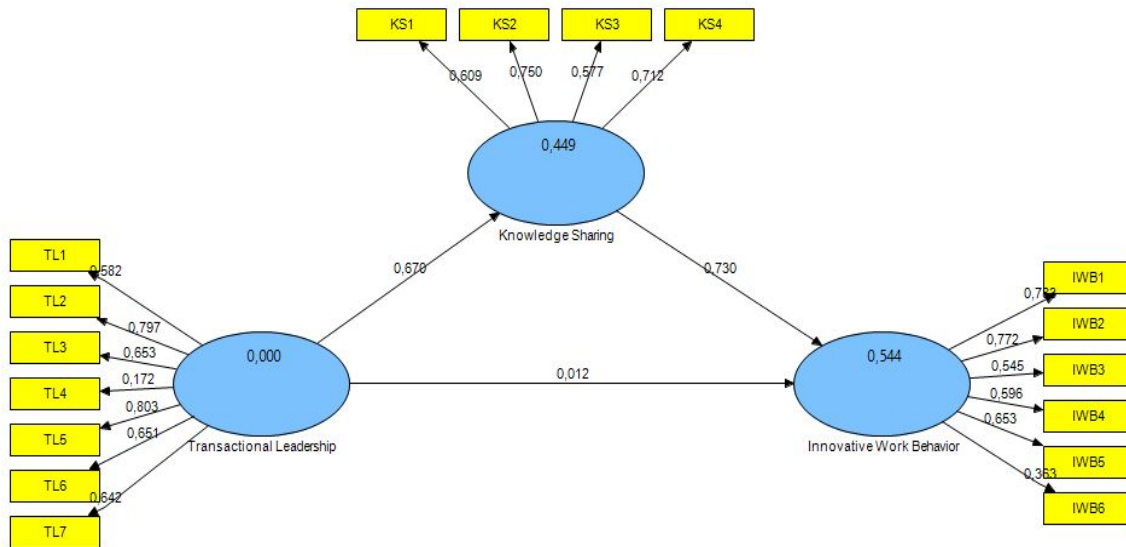 KS1 KS2 KS3 KS4
0,609 0,750 0,577 0,712
0,449
Knowledge Sharing
0,670
0,730
TL1
TL2
TL3
TL4
TL5
TL6
TL7
0,582
0,797
0,653
0,172
0,803
0,651
0,642
0,000
Transactional Leadership
0,012
0,544
Innovative Work Behavior
0,772
0,545
0,596
0,653
0,363
IWB1
IWB2
IWB3
IWB4
IWB5
IWB6